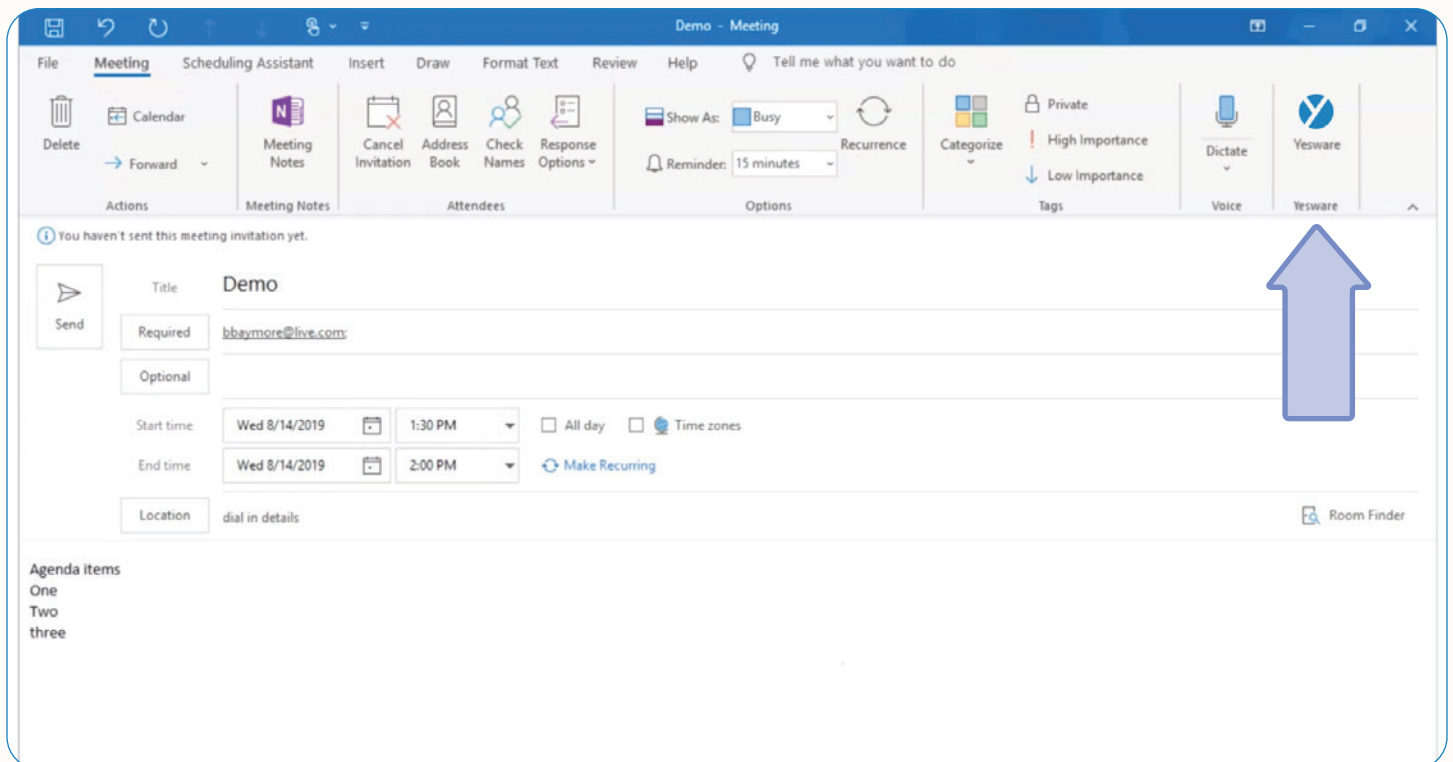 Demo - Meeting
File Meeting Scheduling Assistant Insert Draw Format Text Review Help Tell me what you want to do
Delete
Calendar
Forward
Actions
Meeting Notes
Meeting Notes
Cancel Invitation
Address Book
Check Names
Response Options
Attendees
Show As: Busy
Reminder: 15 minutes
Recurrence
Options
Categorize
Private
High Importance
Low Importance
Tags
Dictate
Voice
Yesware
Yesware
You haven't sent this meeting invitation yet.
Send
Title Demo
Required bbaymore@live.com;
Optional
Start time Wed 8/14/2019 1:30 PM All day Time zones
End time Wed 8/14/2019 2:00 PM Make Recurring
Location dial in details Room Finder
Agenda items
One
Two
three